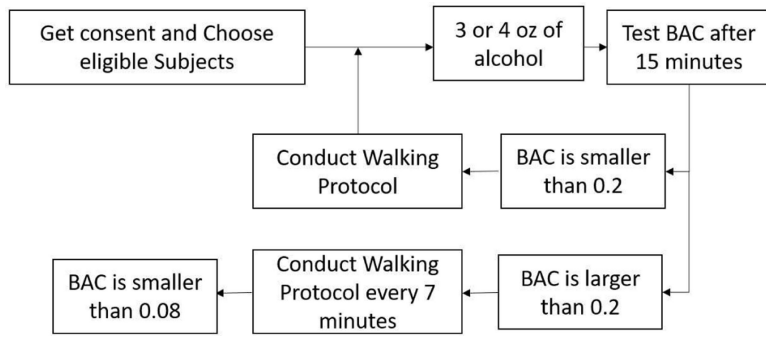 Get consent and Choose
eligible Subjects
3 or 4 oz of
alcohol
Test BAC after
15 minutes
Conduct Walking
Protocol
BAC is smaller
than 0.2
BAC is smaller
than 0.08
Conduct Walking
Protocol every 7
minutes
BAC is larger
than 0.2